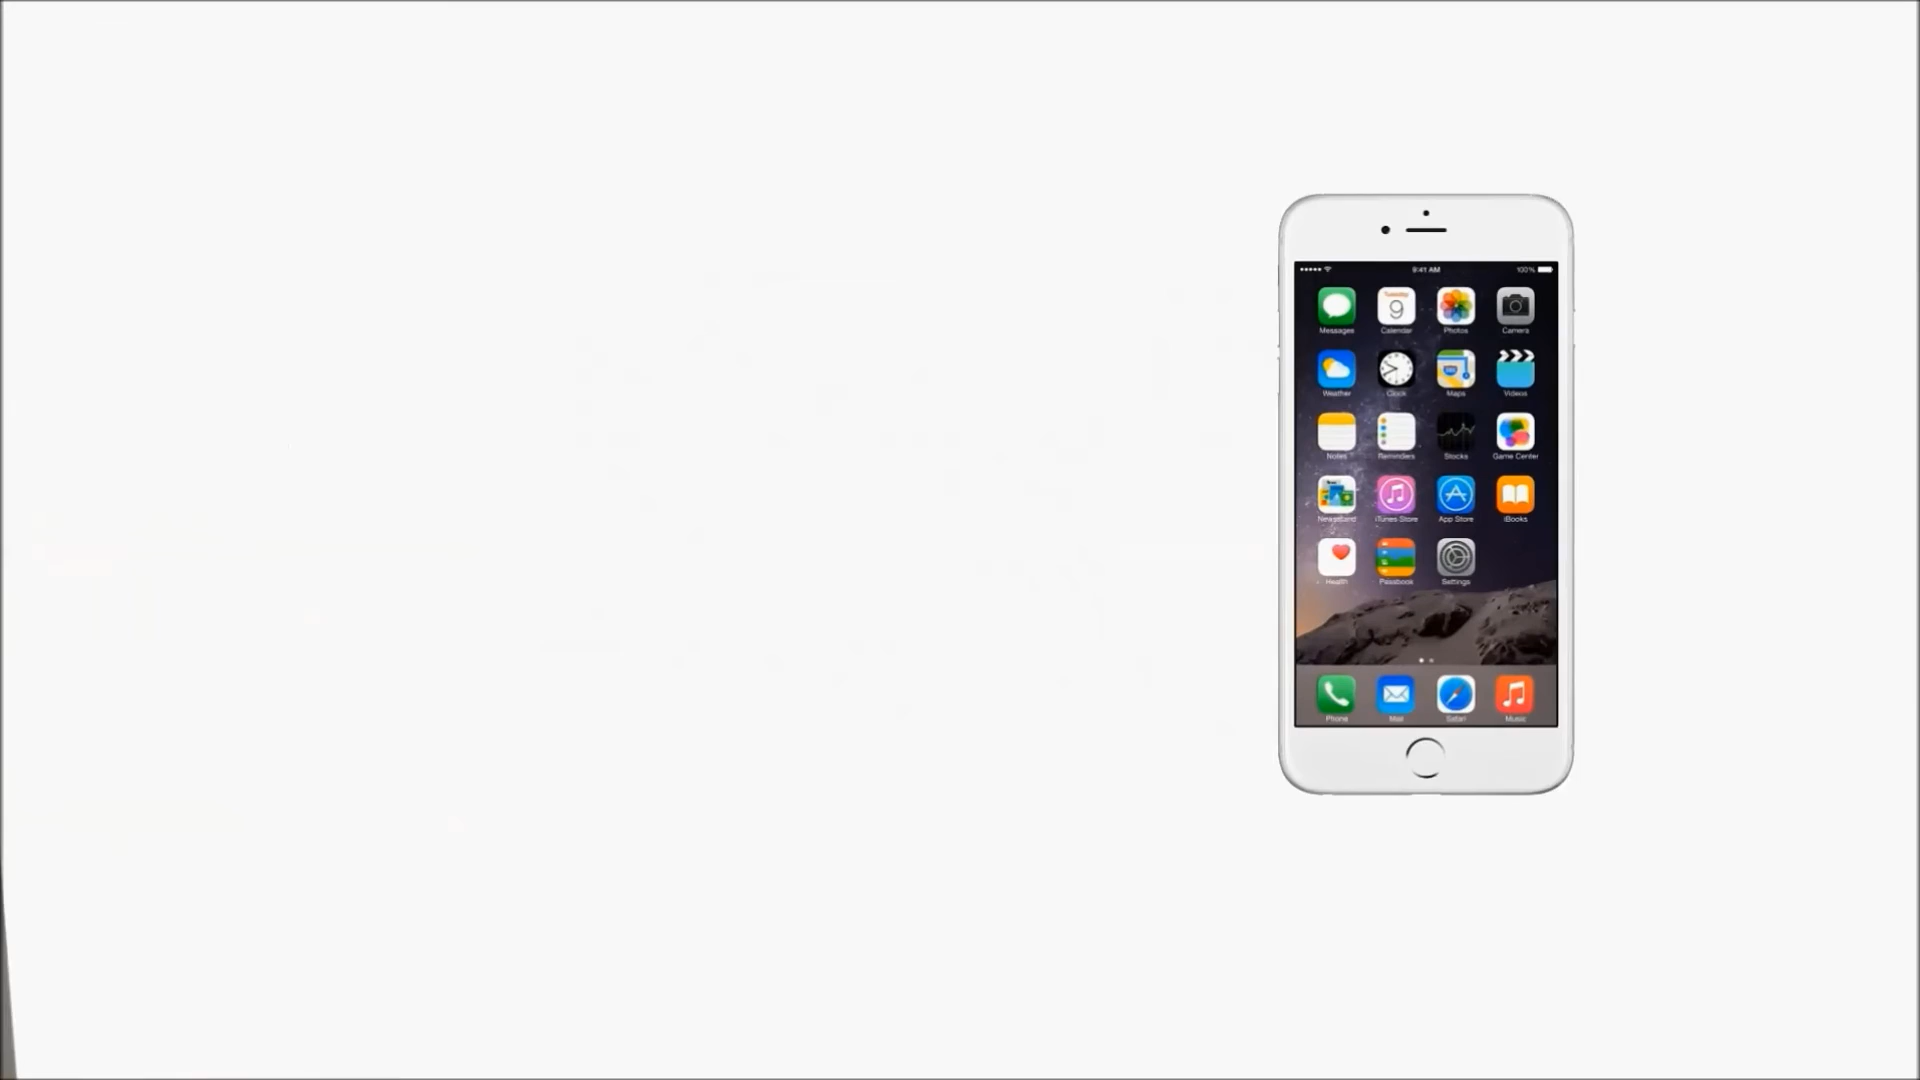 9:41 AM 100%
Tuesday
9
Messages Calendar Photos Camera
Weather Clock Maps Videos
Notes Reminders Stocks Game Center
Newsstand iTunes Store App Store iBooks
Health Passbook Settings
Phone Mail Safari Music